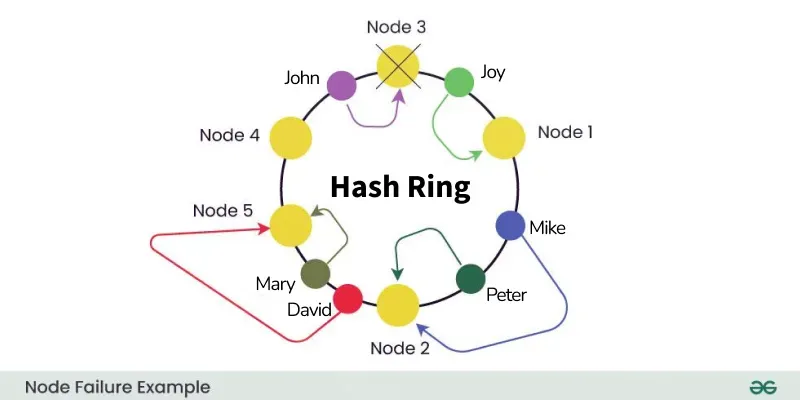 Node 3
John
Joy
Node 4
Node 1
Hash Ring
Node 5
Mike
Mary
David
Peter
Node 2
Node Failure Example